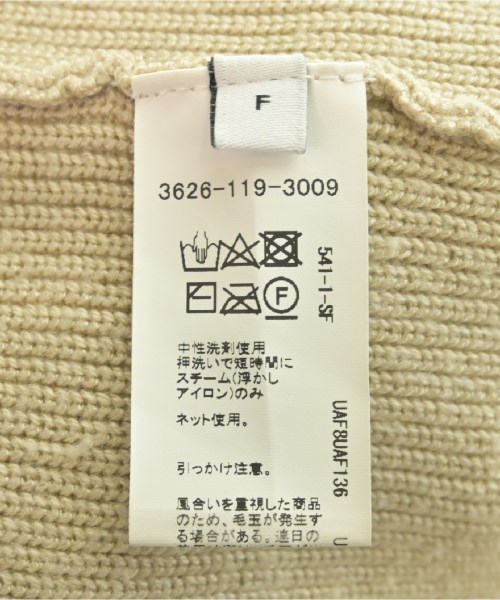 F
3626-119-3009
541-1-SF
F
中性洗剤使用
押洗いで短時間に
スチーム(浮かし
アイロン)のみ
ネット使用。
UAF8UAF136
引っかけ注意。
風合いを重視した商品
のため、毛玉が発生す
る場合がある。達日の